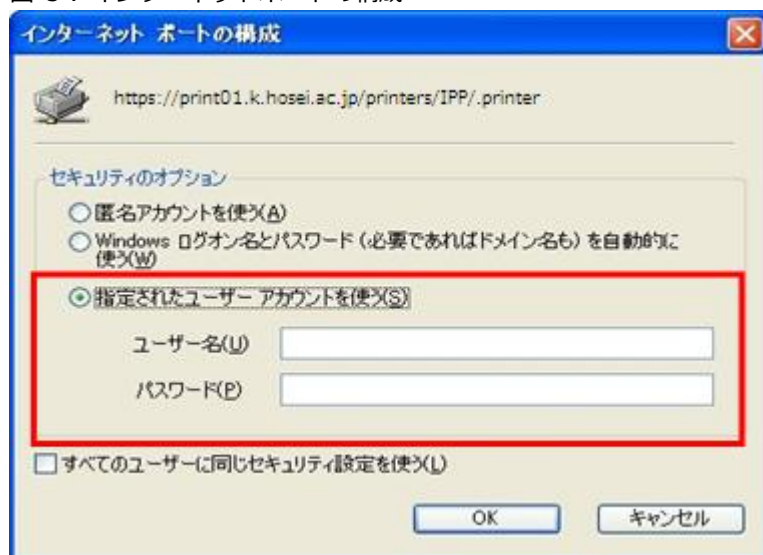 インターネット ポートの構成
https://print01.k.hosei.ac.jp/printers/IPP/.printer
セキュリティのオプション
匿名アカウントを使う(A)
Windows ログオン名とパスワード (必要であればドメイン名も) を自動的に
使う(W)
指定されたユーザー アカウントを使う(S)
ユーザー名(U)
パスワード(P)
すべてのユーザーに同じセキュリティ設定を使う(L)
OK
キャンセル